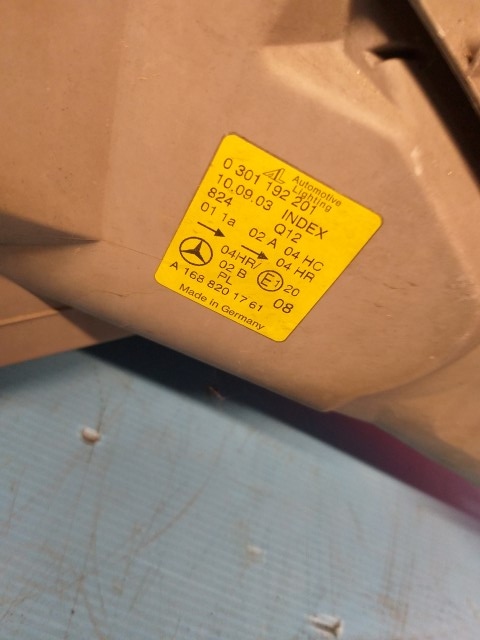 Automotive
Lighting
0 301 192 201
10.09.03 INDEX
824 Q12
01 1a 02 A 04 HC
04HR/ 04 HR
02 B E1 20
PL 08
A 168 820 17 61
Made in Germany